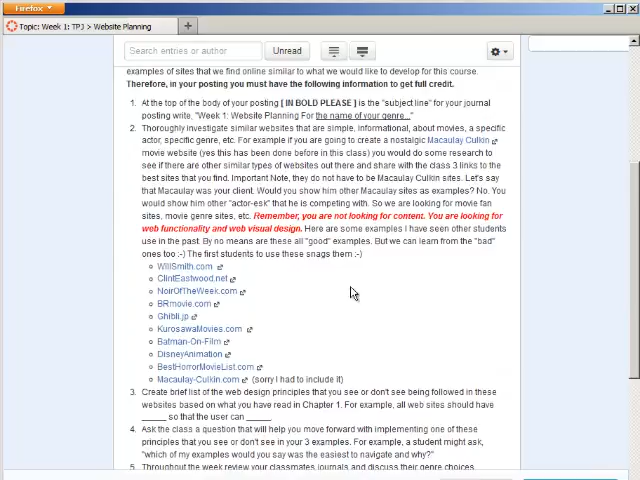 Firefox
Topic: Week 1: TPJ > Website Planning
Search entries or author
Unread
examples of sites that we find online similar to what we would like to develop for this course.
Therefore, in your posting you must have the following information to get full credit.
1. At the top of the body of your posting [ IN BOLD PLEASE ] is the "subject line" for your journal
posting write, "Week 1: Website Planning For the name of your genre..."
2. Thoroughly investigate similar websites that are simple, informational, about movies, a specific
actor, specific genre, etc. For example if you are going to create a nostalgic Macaulay Culkin
movie website (yes this has been done before in this class) you would do some research to
see if there are other similar types of websites out there and share with the class 3 links to the
best sites that you find. Important Note, they do not have to be Macaulay Culkin sites. Let's say
that Macaulay was your client. Would you show him other Macaulay sites as examples? No. You
would show him other "actor-esk" that he is competing with. So we are looking for movie fan
sites, movie genre sites, etc. Remember, you are not looking for content. You are looking for
web functionality and web visual design. Here are some examples I have seen other students
use in the past. By no means are these all "good" examples. But we can learn from the "bad"
ones too :-) The first students to use these snags them :-)
WillSmith.com
ClintEastwood.net
NoirOfTheWeek.com
BRmovie.com
Ghibli.jp
KurosawaMovies.com
Batman-On-Film
DisneyAnimation
BestHorrorMovieList.com
Macaulay-Culkin.com (sorry I had to include it)
3. Create brief list of the web design principles that you see or don't see being followed in these
websites based on what you have read in Chapter 1. For example, all web sites should have
_____ so that the user can _____.
4. Ask the class a question that will help you move forward with implementing one of these
principles that you see or don't see in your 3 examples. For example, a student might ask,
"which of my examples would you say was the easiest to navigate and why?"
5. Throughout the week review your classmates journals and discuss their genre choices,